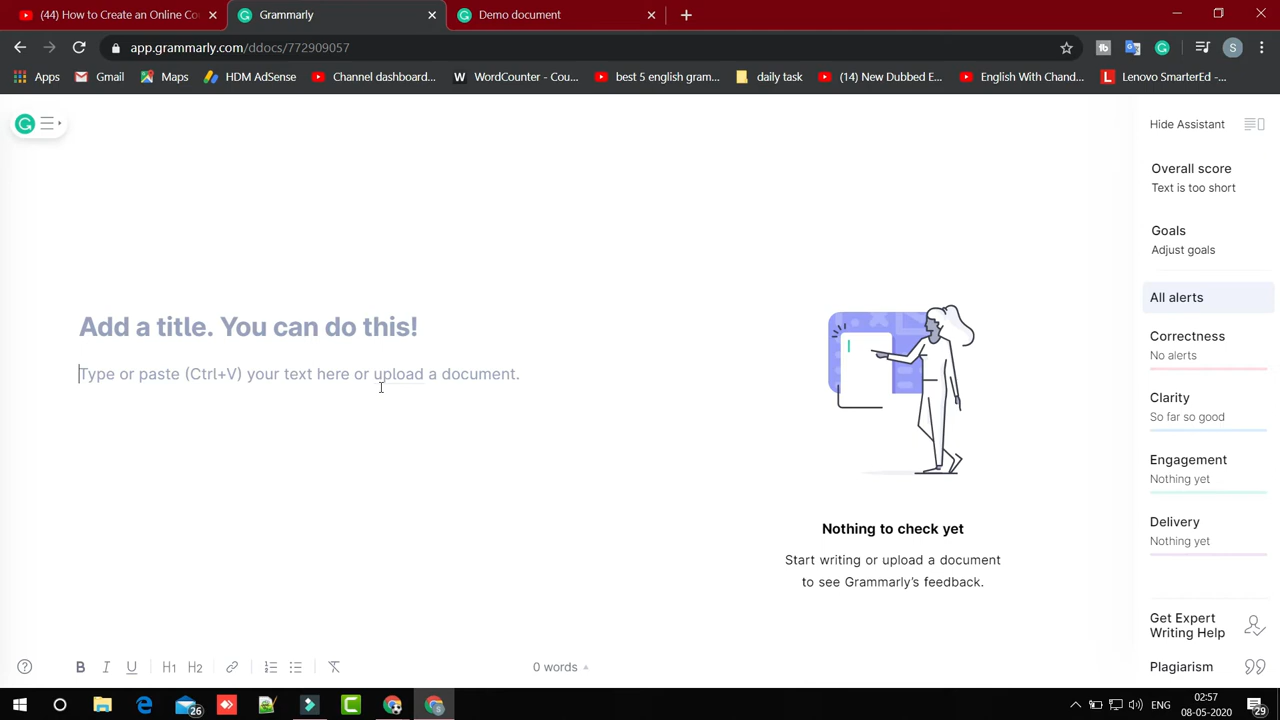 (44) How to Create an Online Co
Grammarly
Demo document
app.grammarly.com/ddocs/772909057
S
Apps
Gmail
Maps
HDM AdSense
Channel dashboard...
W WordCounter - Cou...
best 5 english gram...
daily task
(14) New Dubbed E...
English With Chand...
L Lenovo SmarterEd -...
Hide Assistant
Overall score
Text is too short
Goals
Adjust goals
All alerts
Correctness
No alerts
Clarity
So far so good
Engagement
Nothing yet
Delivery
Nothing yet
Get Expert
Writing Help
Plagiarism
Add a title. You can do this!
Type or paste (Ctrl+V) your text here or upload a document.
Nothing to check yet
Start writing or upload a document
to see Grammarly's feedback.
B I U H1 H2
0 words
26
ENG
02:57
08-05-2020
29